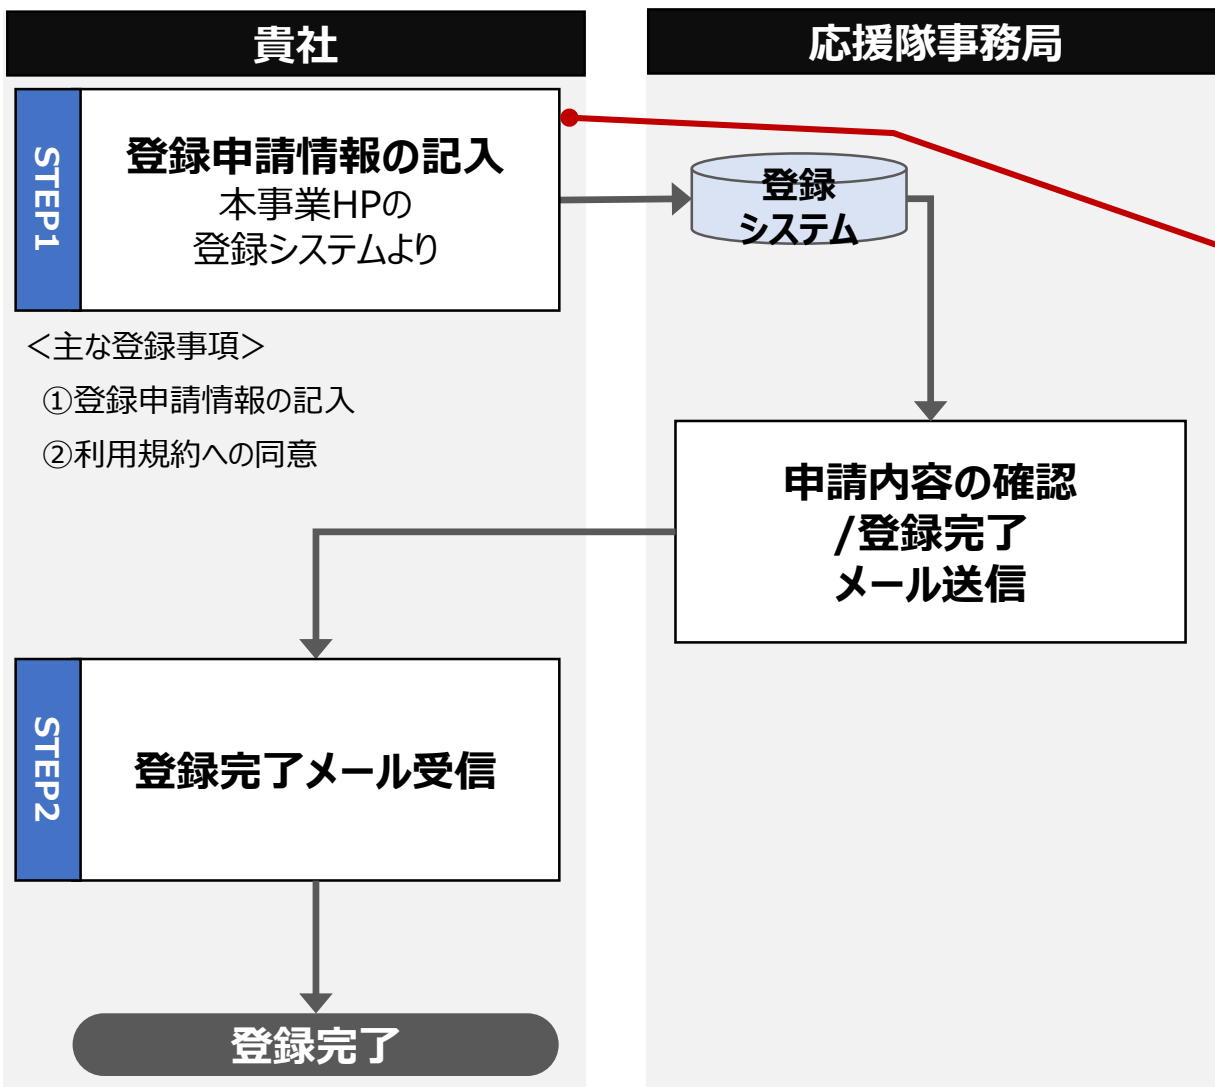 貴社
応援隊事務局
STEP1
登録申請情報の記入
本事業HPの
登録システムより
登録
システム
＜主な登録事項＞
①登録申請情報の記入
②利用規約への同意
申請内容の確認
/登録完了
メール送信
STEP2
登録完了メール受信
登録完了